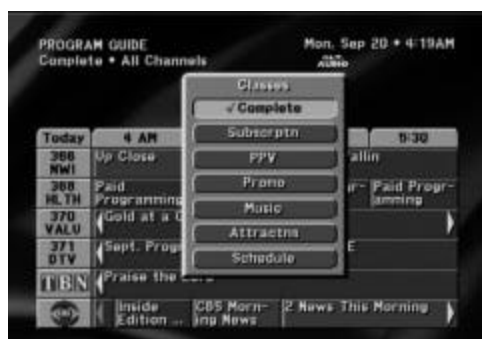 PROGRAM GUIDE
Mon. Sep 20 • 4:19AM
Complete • All Channels
ALT
AUDIO
Classes
√Complete
Subscrptn
PPV
Promo
Music
Attractns
Schedule
Today
4 AM
5:30
366
NWI
Up Close
allin
368
HLTH
Paid
Programming
r-
Paid Progr-
amming
370
VALU
Gold at a
371
DTV
Sept. Prog
E
TBN
Praise the
Inside
Edition ...
CBS Morn-
ing News
2 News This Morning